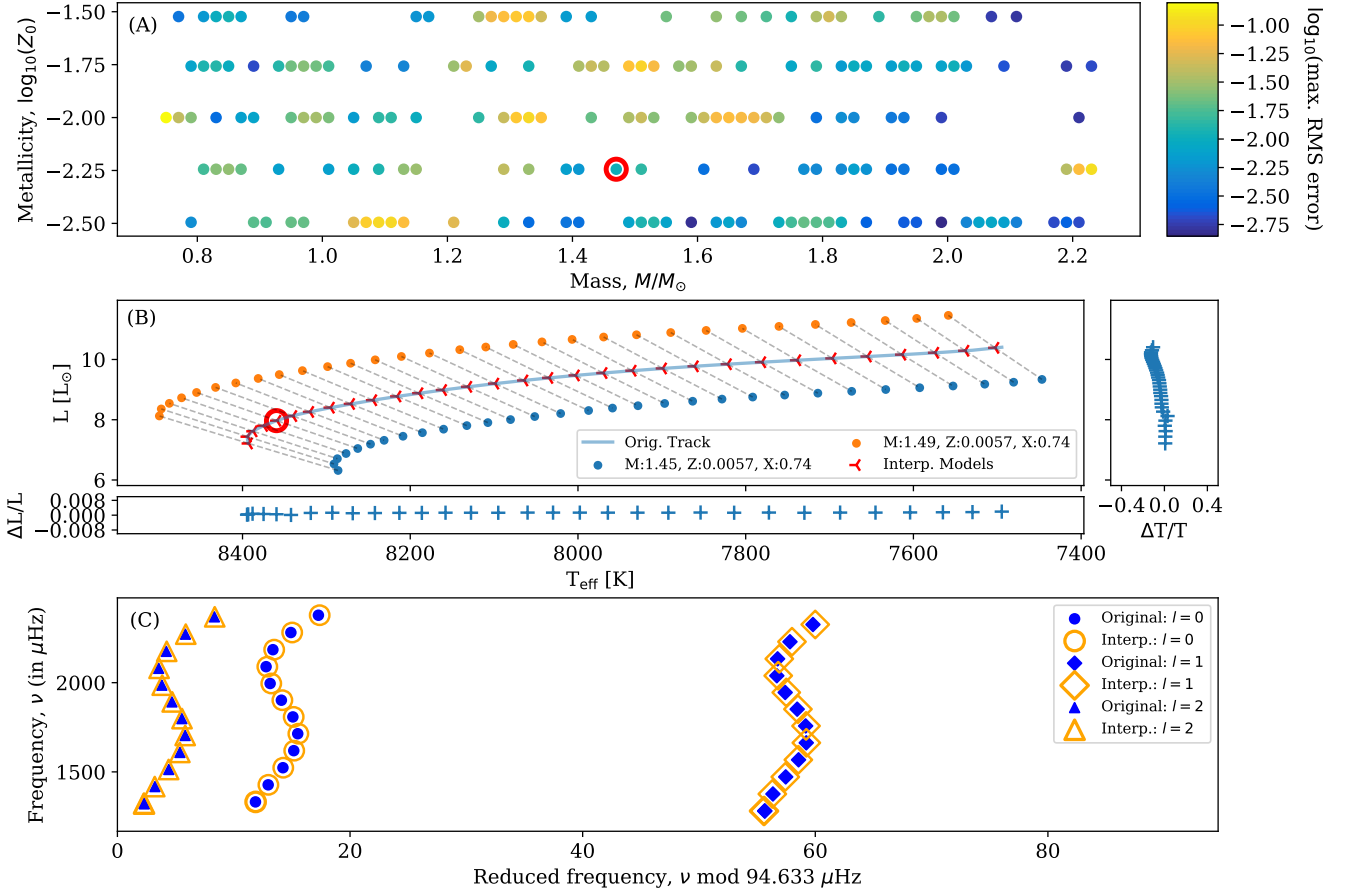 (A)
Metallicity, log₁₀(Z₀)
−1.50
−1.75
−2.00
−2.25
−2.50
0.8 1.0 1.2 1.4 1.6 1.8 2.0 2.2
Mass, M/M⊙
−1.00
−1.25
−1.50
−1.75
−2.00
−2.25
−2.50
−2.75
log₁₀(max. RMS error)
(B)
L [L⊙]
10
8
6
Orig. Track
M:1.45, Z:0.0057, X:0.74
M:1.49, Z:0.0057, X:0.74
Interp. Models
ΔL/L
0.008
0.008
−0.008
8400 8200 8000 7800 7600 7400
T_eff [K]
−0.4 0.0 0.4
ΔT/T
(C)
Frequency, ν (in μHz)
2000
1500
Original: l = 0
Interp.: l = 0
Original: l = 1
Interp.: l = 1
Original: l = 2
Interp.: l = 2
0 20 40 60 80
Reduced frequency, ν mod 94.633 μHz